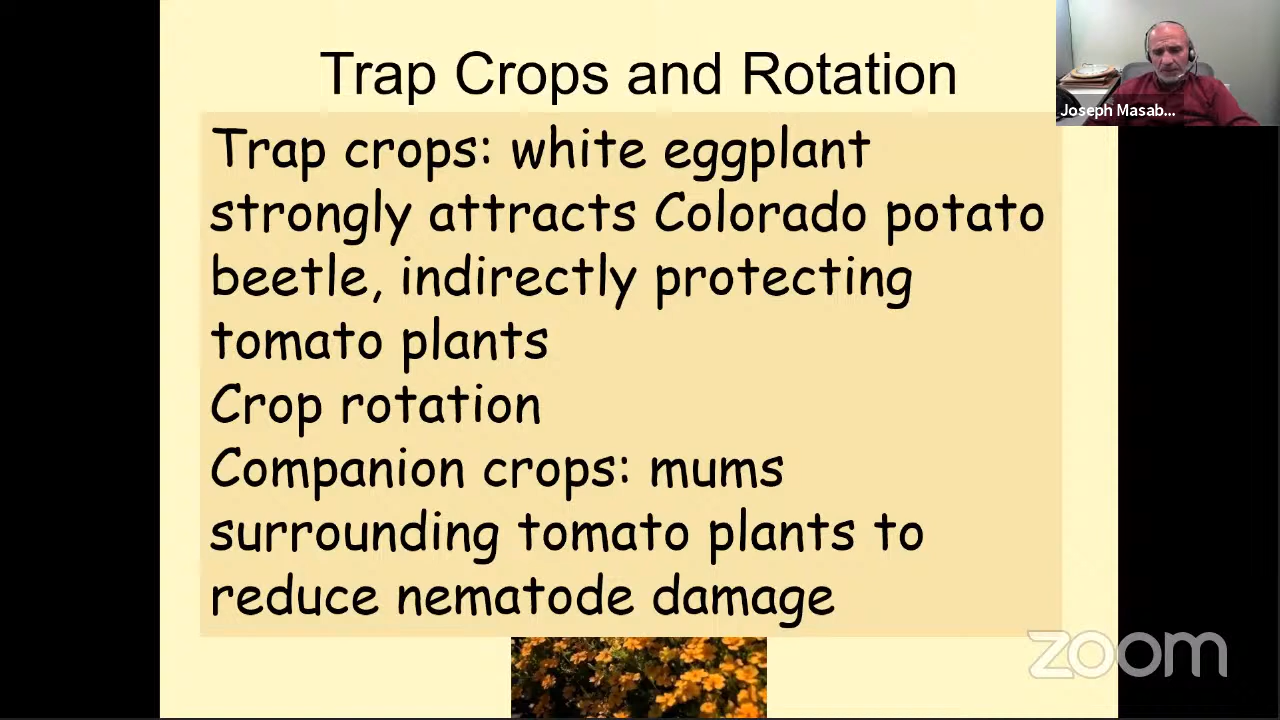 Trap Crops and Rotation
Joseph Masab...
Trap crops: white eggplant
strongly attracts Colorado potato
beetle, indirectly protecting
tomato plants
Crop rotation
Companion crops: mums
surrounding tomato plants to
reduce nematode damage
zoom